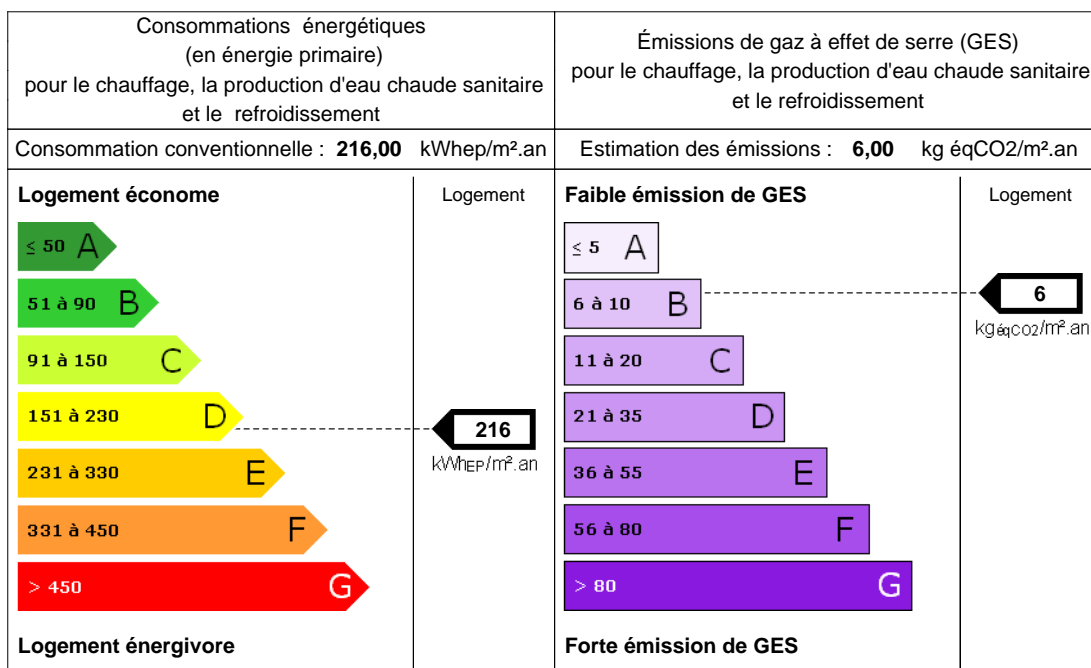 Consommations énergétiques
(en énergie primaire)
pour le chauffage, la production d'eau chaude sanitaire
et le refroidissement
Émissions de gaz à effet de serre (GES)
pour le chauffage, la production d'eau chaude sanitaire
et le refroidissement
Consommation conventionnelle : 216,00 kWhep/m².an
Estimation des émissions : 6,00 kg éqCO2/m².an
Logement économe
Logement
≤ 50 A
51 à 90 B
91 à 150 C
151 à 230 D
231 à 330 E
331 à 450 F
> 450 G
216
kWhEP/m².an
Logement énergivore
Faible émission de GES
Logement
≤ 5 A
6 à 10 B
11 à 20 C
21 à 35 D
36 à 55 E
56 à 80 F
> 80 G
6
kgéqCO2/m².an
Forte émission de GES